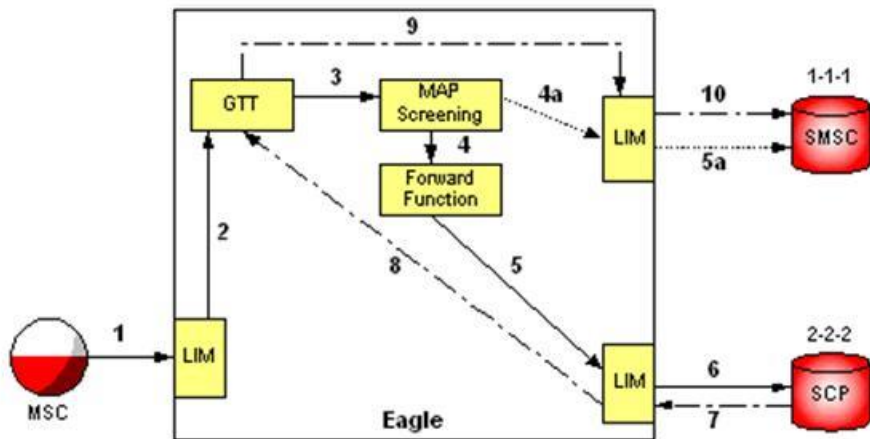 9
1-1-1
GTT
3
MAP
Screening
4a
LIM
10
SMSC
5a
4
Forward
Function
2
8
5
2-2-2
1
LIM
LIM
6
SCP
7
MSC
Eagle